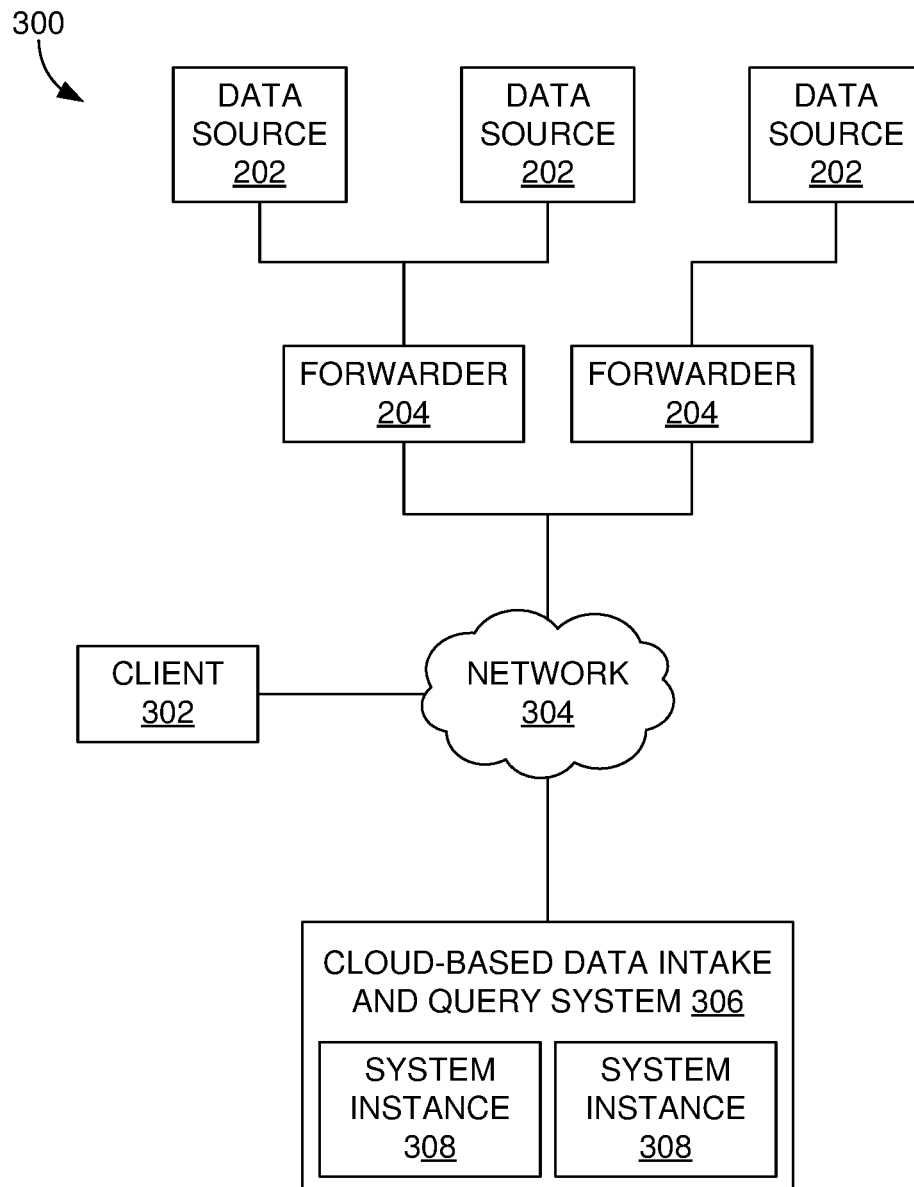 300
DATA
SOURCE
202
DATA
SOURCE
202
DATA
SOURCE
202
FORWARDER
204
FORWARDER
204
CLIENT
302
NETWORK
304
CLOUD-BASED DATA INTAKE
AND QUERY SYSTEM 306
SYSTEM
INSTANCE
308
SYSTEM
INSTANCE
308